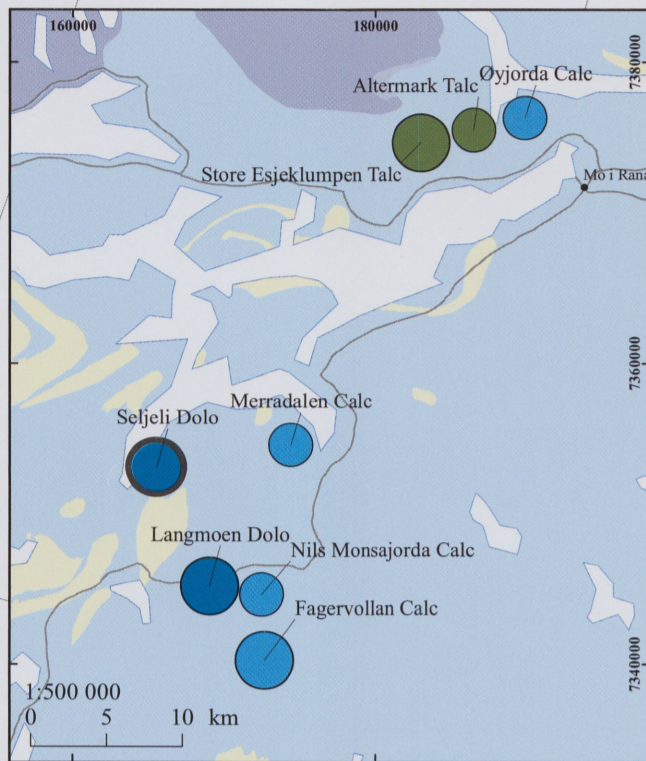 160000
180000
7380000
Øyjorda Calc
Altermark Talc
Store Esjeklumpen Talc
Mo i Rana
7360000
Merradalen Calc
Seljeli Dolo
Langmoen Dolo
Nils Monsajorda Calc
Fagervollan Calc
7340000
1:500 000
0 5 10 km